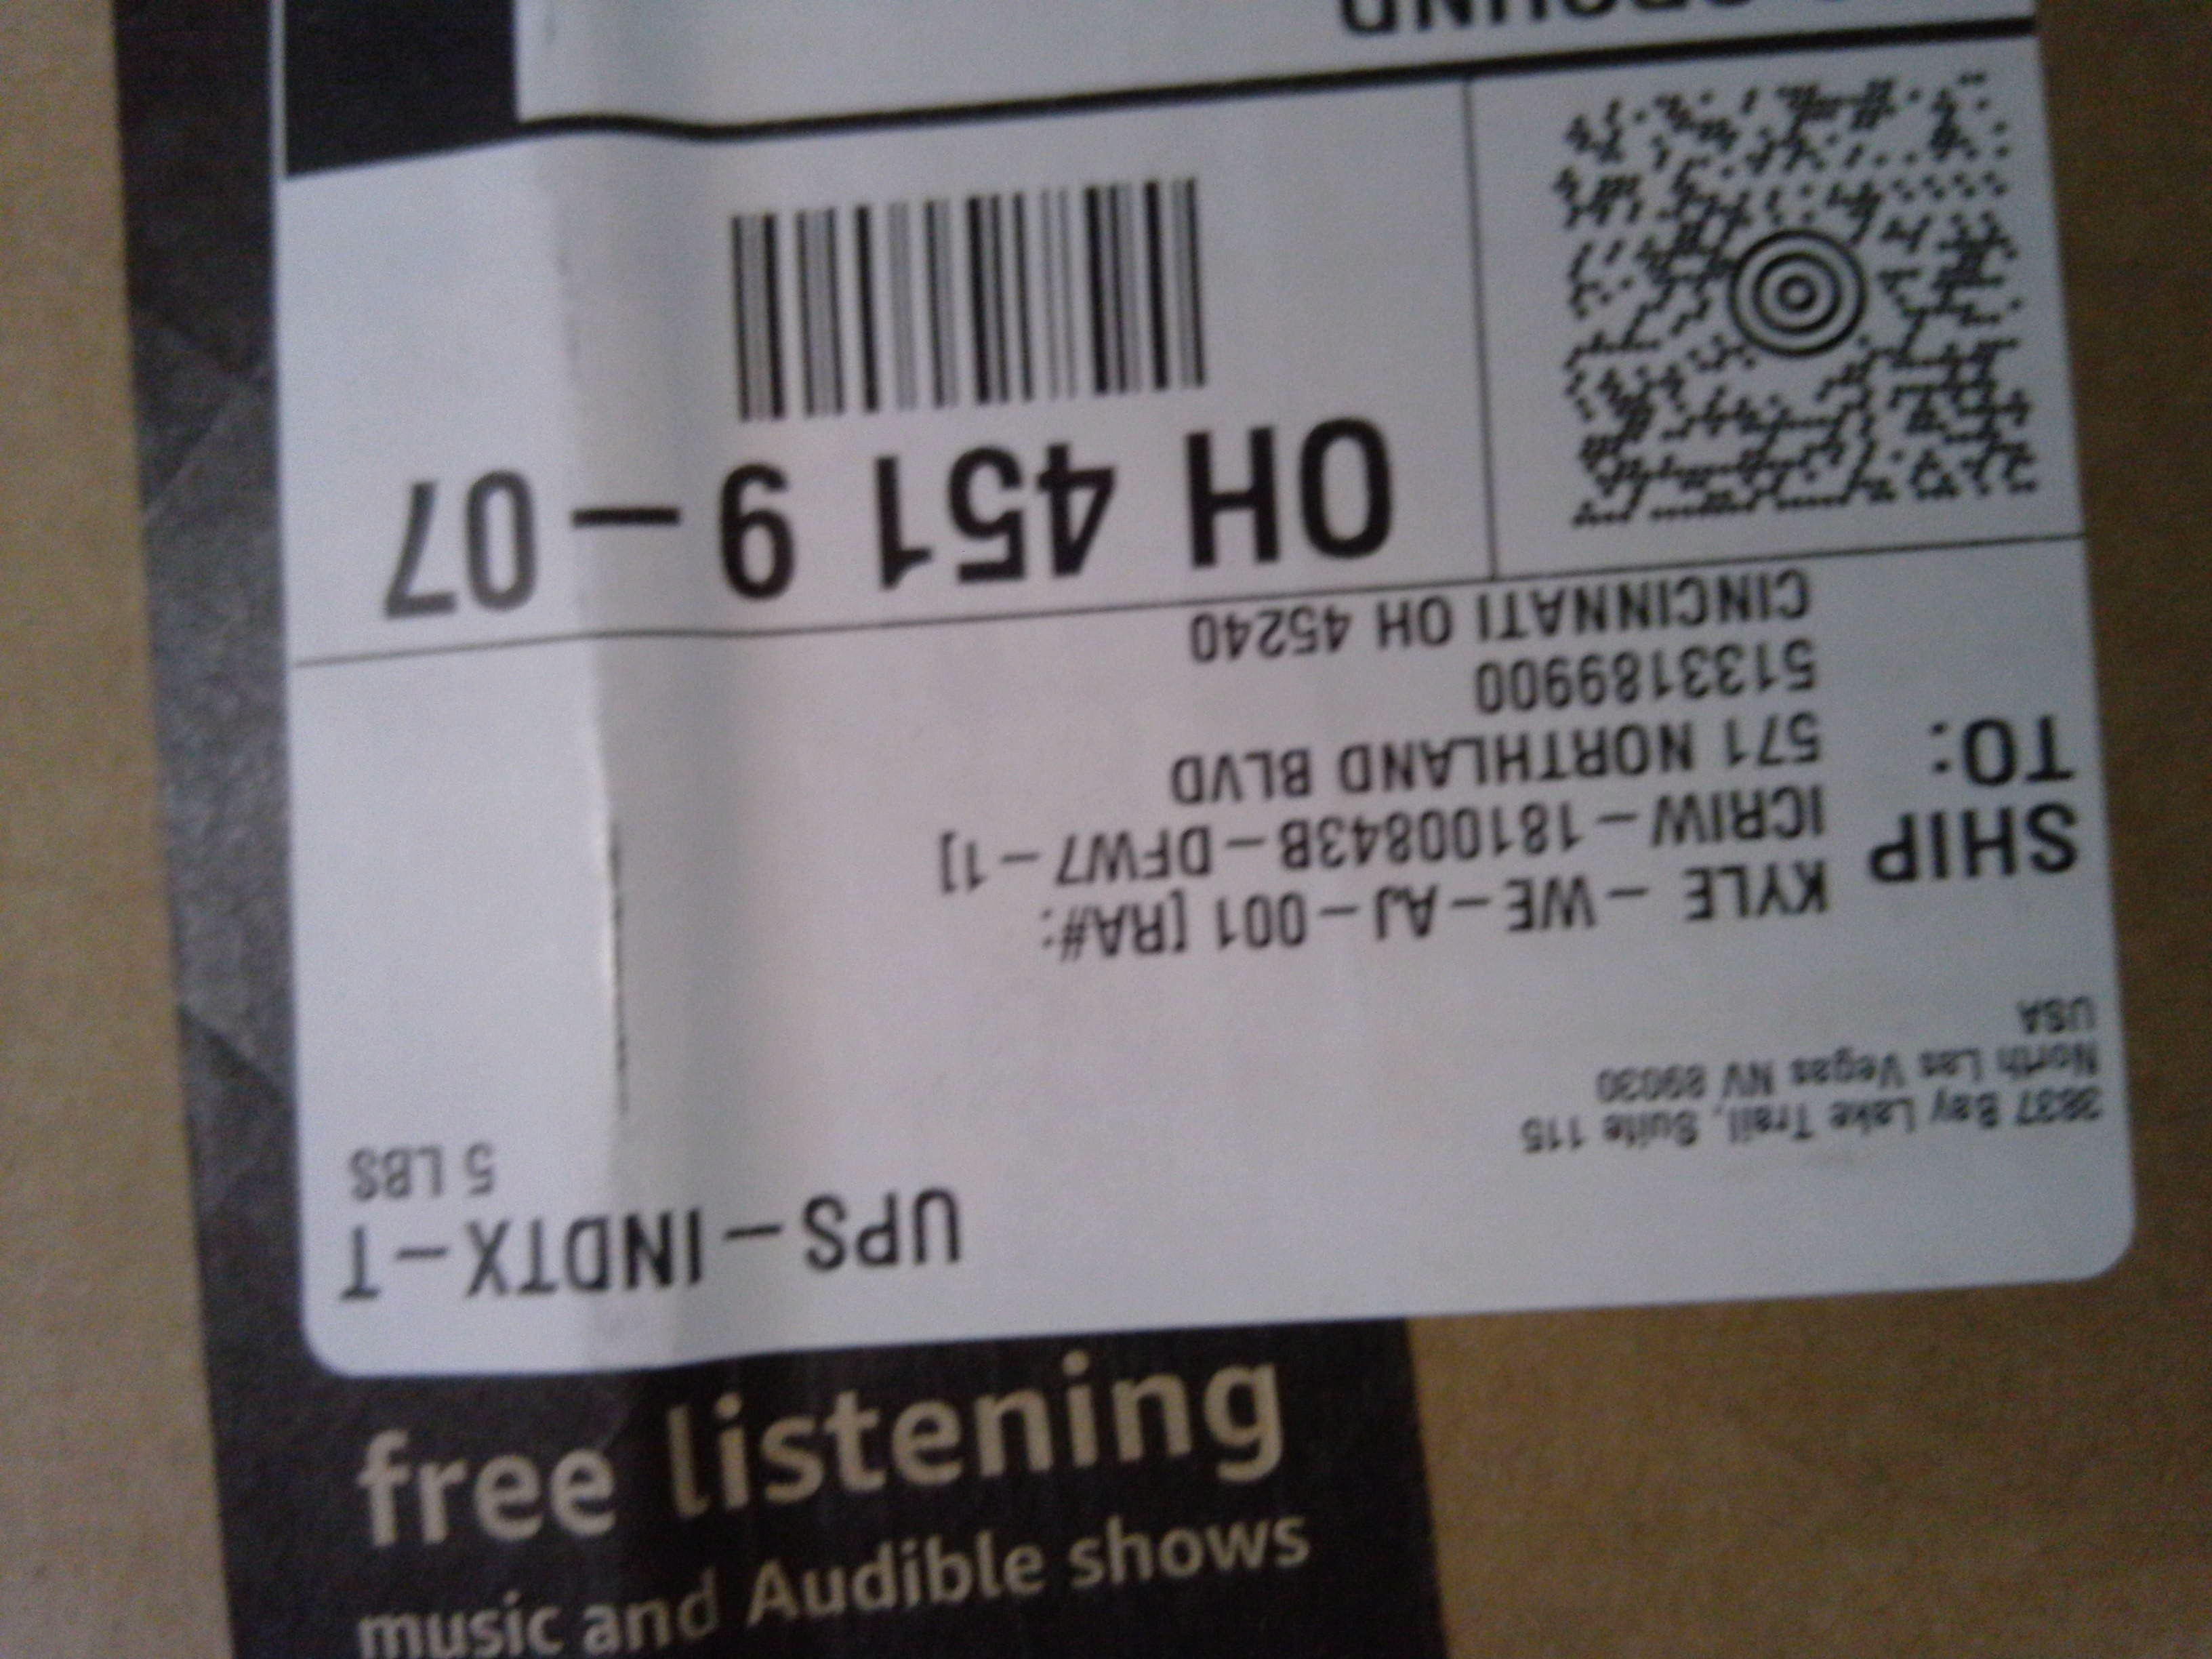 UPS-INDTX-T
5 LBS
3837 Bay Lake Trail, Suite 115
North Las Vegas NV 89030
USA
SHIP
TO:
KYLE - WE-AJ-001 [RA#:
ICRIW-18100843B-DFW7-1]
571 NORTHLAND BLVD
5133189900
CINCINNATI OH 45240
OH 451 9-07
GROUND
free listening
music and Audible shows